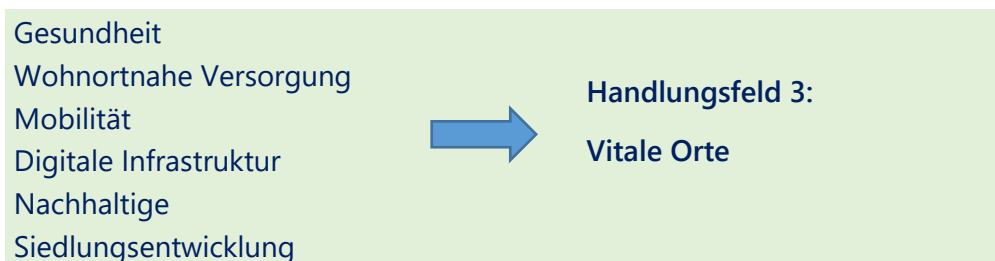 Gesundheit
Wohnortnahe Versorgung
Mobilität
Digitale Infrastruktur
Nachhaltige
Siedlungsentwicklung
Handlungsfeld 3:
Vitale Orte